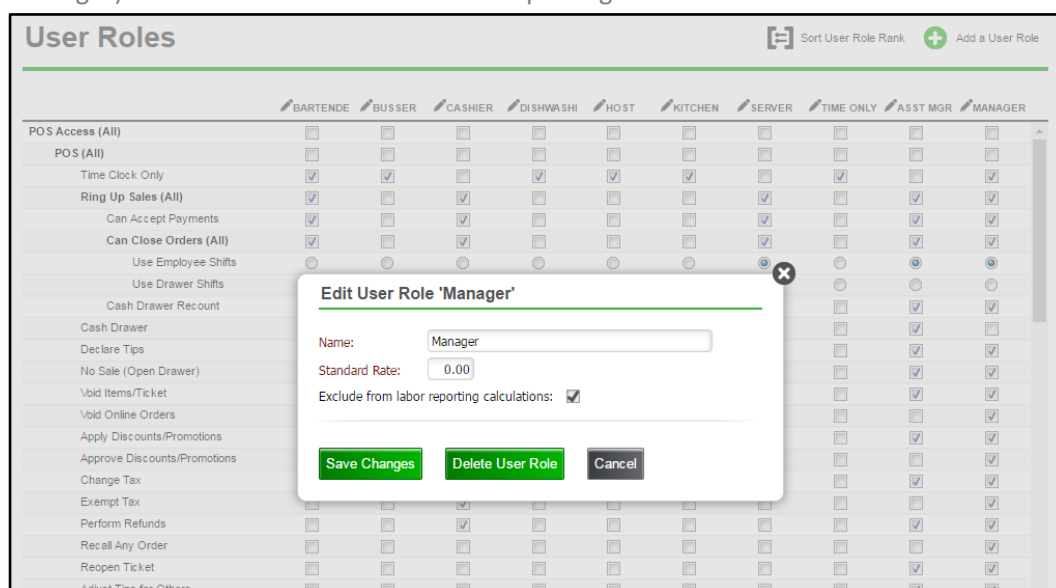 User Roles
Sort User Role Rank
Add a User Role
BARTENDE BUSSER CASHIER DISHWASHI HOST KITCHEN SERVER TIME ONLY ASST MGR MANAGER
POS Access (All)
POS (All)
Time Clock Only
Ring Up Sales (All)
Can Accept Payments
Can Close Orders (All)
Use Employee Shifts
Use Drawer Shifts
Cash Drawer Recount
Cash Drawer
Declare Tips
No Sale (Open Drawer)
Void Items/Ticket
Void Online Orders
Apply Discounts/Promotions
Approve Discounts/Promotions
Change Tax
Exempt Tax
Perform Refunds
Recall Any Order
Reopen Ticket
Edit User Role 'Manager'
Name: Manager
Standard Rate: 0.00
Exclude from labor reporting calculations:
Save Changes Delete User Role Cancel